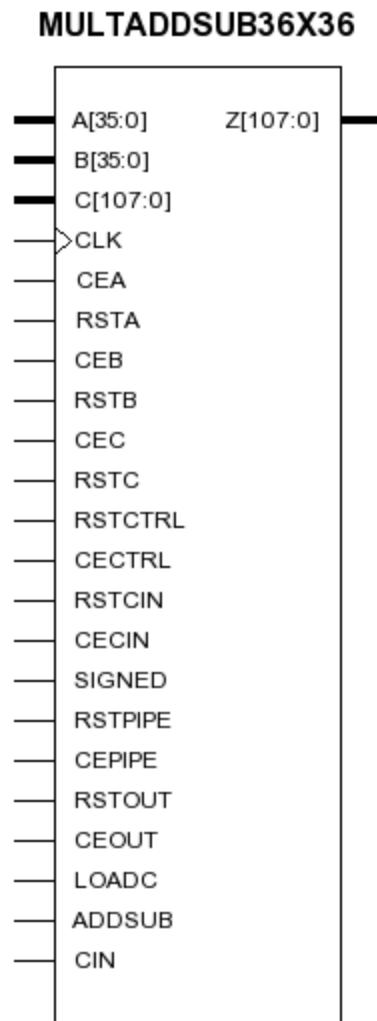 MULTADDSUB36X36
A[35:0] Z[107:0]
B[35:0]
C[107:0]
CLK
CEA
RSTA
CEB
RSTB
CEC
RSTC
RSTCTRL
CECTRL
RSTCIN
CECIN
SIGNED
RSTPIPE
CEPIPE
RSTOUT
CEOUT
LOADC
ADDSUB
CIN